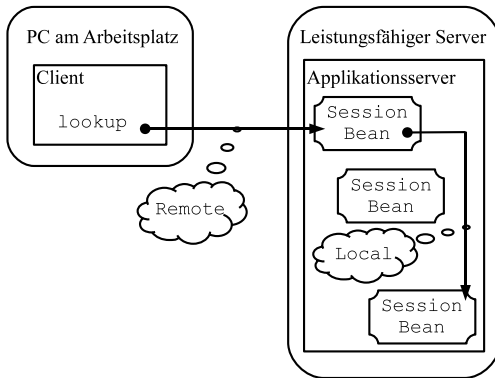 PC am Arbeitsplatz
Client
lookup
Remote
Leistungsfähiger Server
Applikationsserver
Session
Bean
Session
Bean
Local
Session
Bean